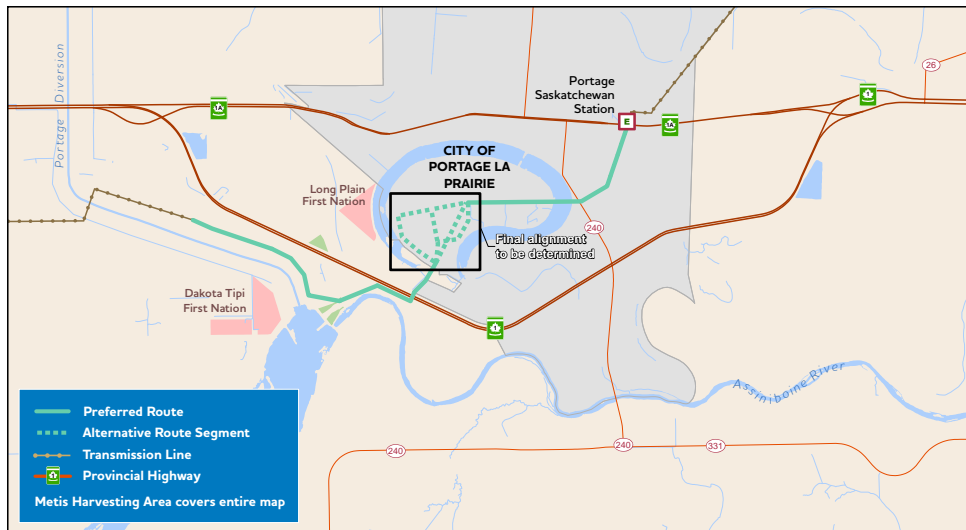 Portage Diversion
1A
Portage
Saskatchewan
Station
E
1A
1
26
CITY OF
PORTAGE LA
PRAIRIE
Long Plain
First Nation
240
Final alignment
to be determined
Dakota Tipi
First Nation
1
Assiniboine River
240
240
331
Preferred Route
Alternative Route Segment
Transmission Line
1
Provincial Highway
Metis Harvesting Area covers entire map